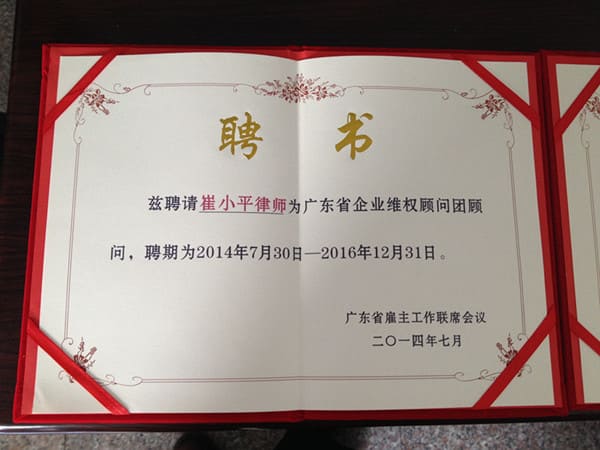 聘 书
兹聘请崔小平律师为广东省企业维权顾问团顾
问，聘期为2014年7月30日—2016年12月31日。
广东省雇主工作联席会议
二〇一四年七月